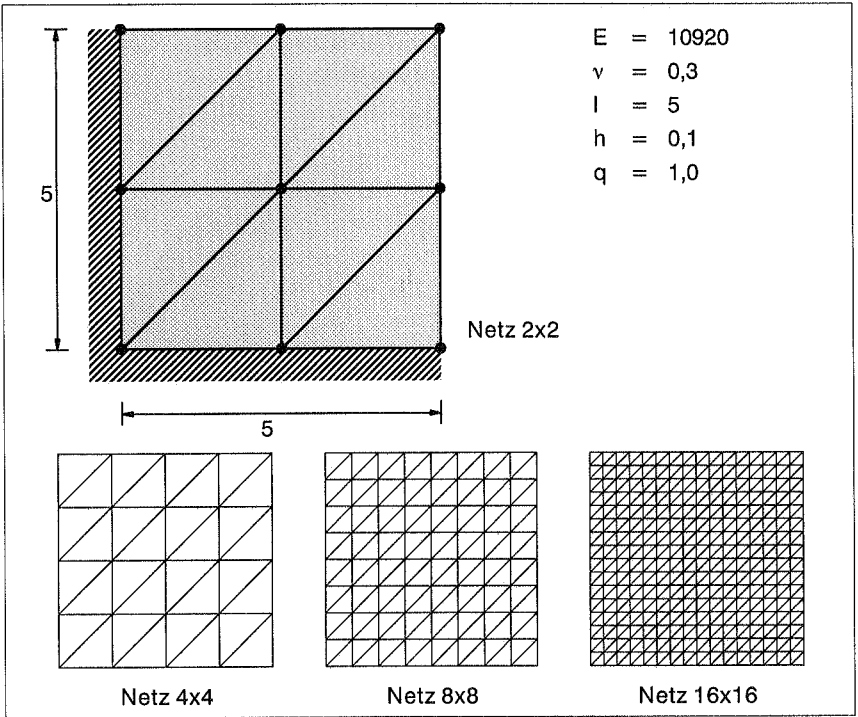 E = 10920
ν = 0,3
l = 5
h = 0,1
q = 1,0
5
Netz 2x2
5
Netz 4x4
Netz 8x8
Netz 16x16